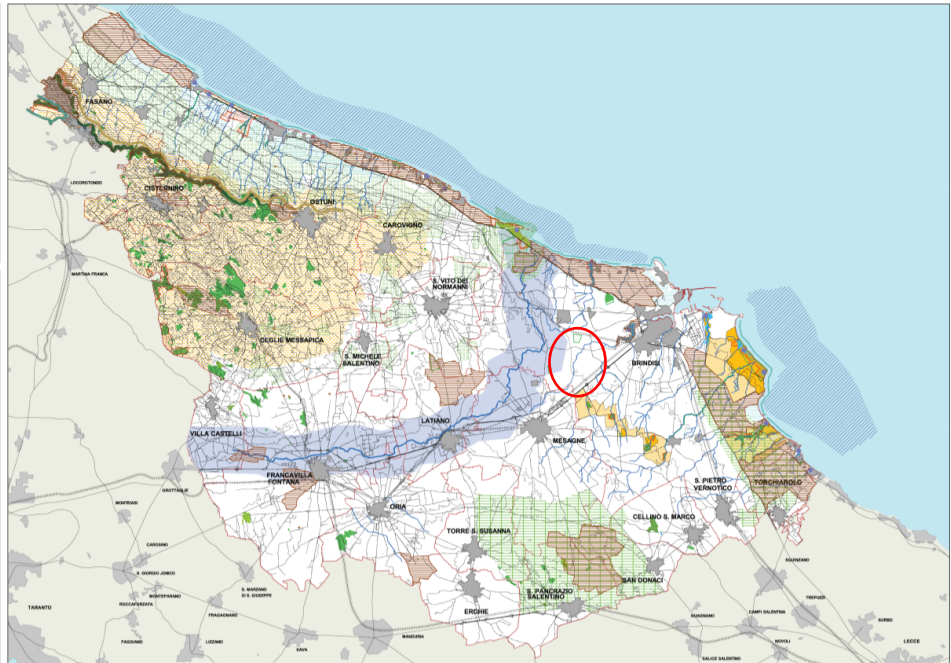 FASANO
LOCOROTONDO
CISTERNINO
OSTUNI
CAROVIGNO
MARTINA FRANCA
S. VITO DEI
NORMANNI
CEGLIE MESSAPICA
S. MICHELE
SALENTINO
BRINDISI
VILLA CASTELLI
LATIANO
MESAGNE
FRANCAVILLA
FONTANA
GROTTAGLIE
S. PIETRO
VERNOTICO
TORCHIAROLO
MONTEIASI
ORIA
CELLINO S. MARCO
TORRE S. SUSANNA
CAROSINO
SQUINZANO
S. GIORGIO JONICO
SAN DONACI
MONTEPARANO
S. MARZANO
DI S. GIUSEPPE
S. PANCRAZIO
SALENTINO
TREPUZZI
ROCCAFORZATA
TARANTO
ERCHIE
FRAGAGNANO
GUAGNANO
CAMPI SALENTINA
SURBO
FAGGIANO
LIZZANO
MANDURIA
NOVOLI
LECCE
SAVA
SALICE SALENTINO